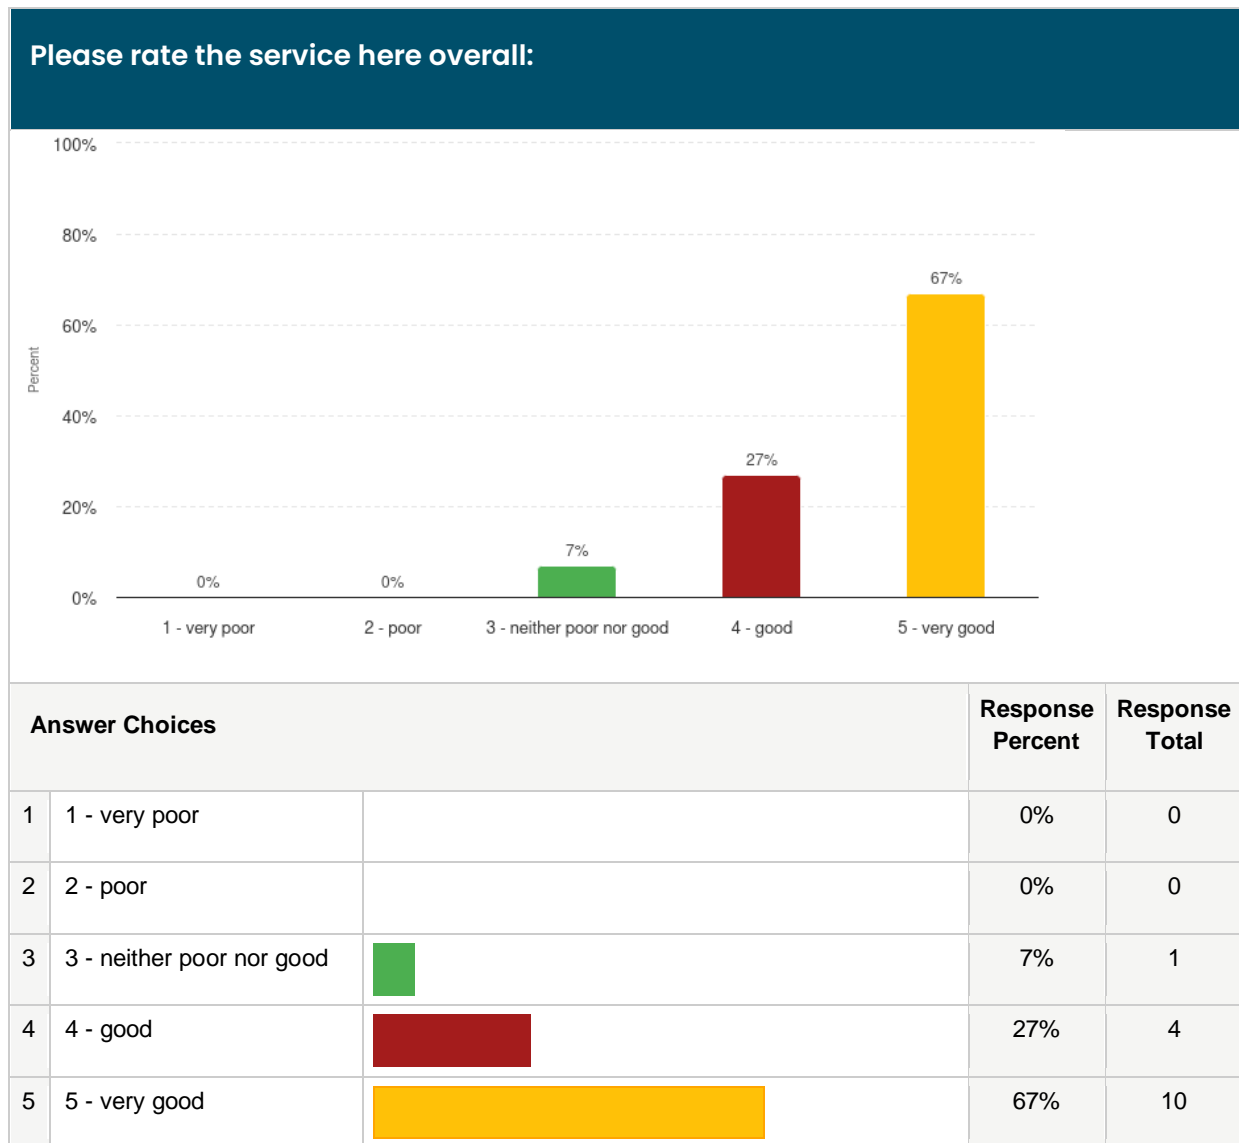 Please rate the service here overall:
100%
80%
67%
60%
Percent
40%
27%
20%
7%
0% 0%
0%
1 - very poor 2 - poor 3 - neither poor nor good 4 - good 5 - very good
Answer Choices Response Percent Response Total
1 1 - very poor 0% 0
2 2 - poor 0% 0
3 3 - neither poor nor good 7% 1
4 4 - good 27% 4
5 5 - very good 67% 10